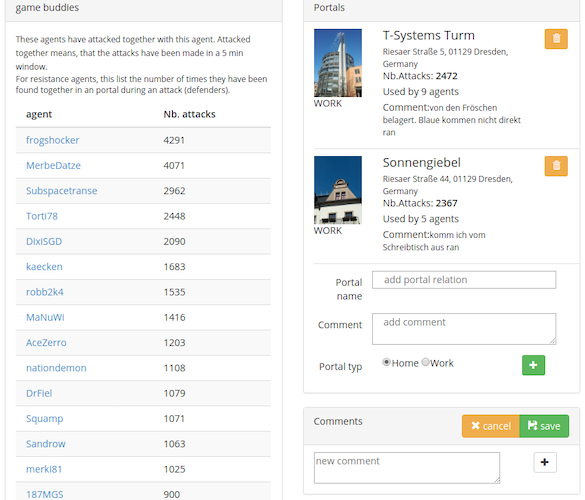 game buddies
These agents have attacked together with this agent. Attacked
together means, that the attacks have been made in a 5 min
window.
For resistance agents, this list the number of times they have been
found together in an portal during an attack (defenders).
agent Nb. attacks
frogshocker 4291
MerbeDatze 4071
Subspacetranse 2962
Torti78 2448
DixiSGD 2090
kaecken 1683
robb2k4 1535
MaNuWi 1416
AceZerro 1203
nationdemon 1108
DrFiel 1079
Squamp 1071
Sandrow 1063
merki81 1025
187MGS 900
Portals
T-Systems Turm
Riesaer Straße 5, 01129 Dresden,
Germany
Nb.Attacks: 2472
Used by 9 agents
Comment:von den Fröschen
belagert. Blaue kommen nicht direkt
ran
WORK
Sonnengiebel
Riesaer Straße 44, 01129 Dresden,
Germany
Nb.Attacks: 2367
Used by 5 agents
Comment:komm ich vom
Schreibtisch aus ran
WORK
Portal
name
add portal relation
Comment
add comment
Portal typ Home Work
Comments
cancel save
new comment